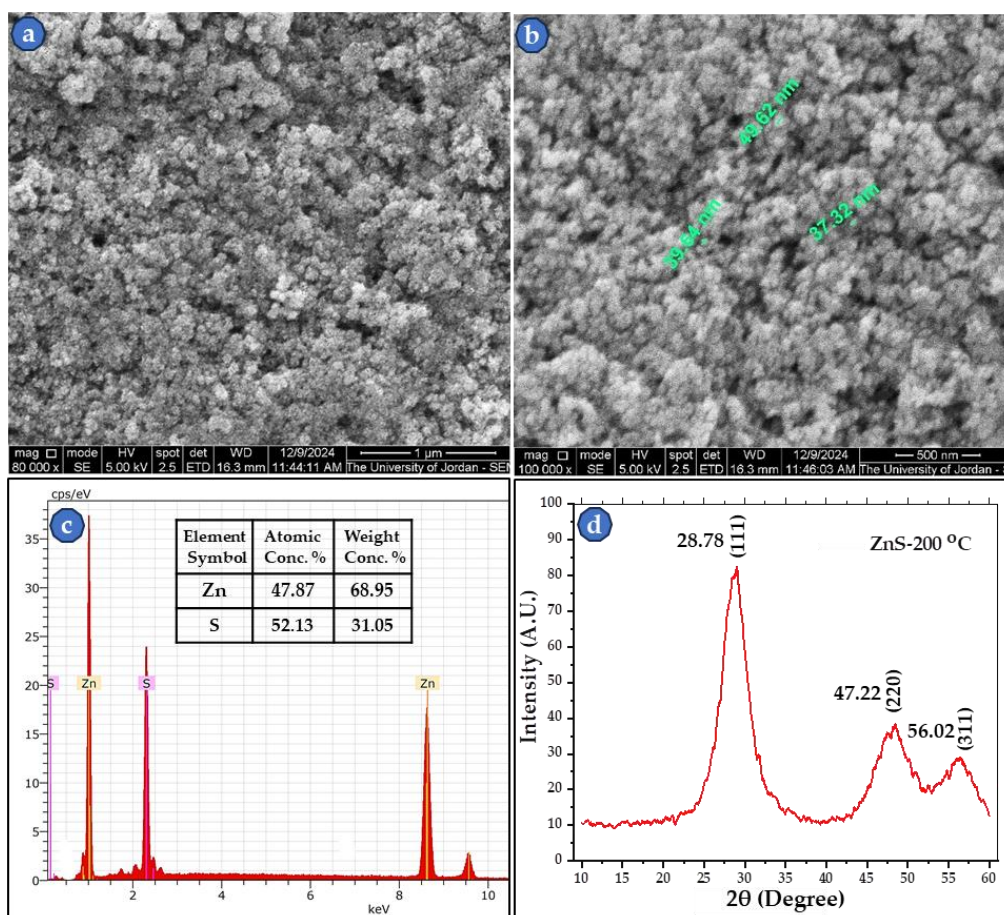 a
mag □ mode HV spot det WD 12/9/2024 1 µm
80 000 x SE 5.00 kV 2.5 ETD 16.3 mm 11:44:11 AM The University of Jordan - SEM
b
49.62 nm
39.64 nm
37.32 nm
mag □ mode HV spot det WD 12/9/2024 500 nm
100 000 x SE 5.00 kV 2.5 ETD 16.3 mm 11:46:03 AM The University of Jordan - SEM
c
cps/eV
35
30
25
20
15
10
5
0
Element Symbol Atomic Conc. % Weight Conc. %
Zn 47.87 68.95
S 52.13 31.05
S Zn S Zn
2 4 6 8 10
keV
d
ZnS-200 °C
28.78 (111)
47.22 (220)
56.02 (311)
Intensity (A.U.)
100
90
80
70
60
50
40
30
20
10
0
10 15 20 25 30 35 40 45 50 55 60
2θ (Degree)